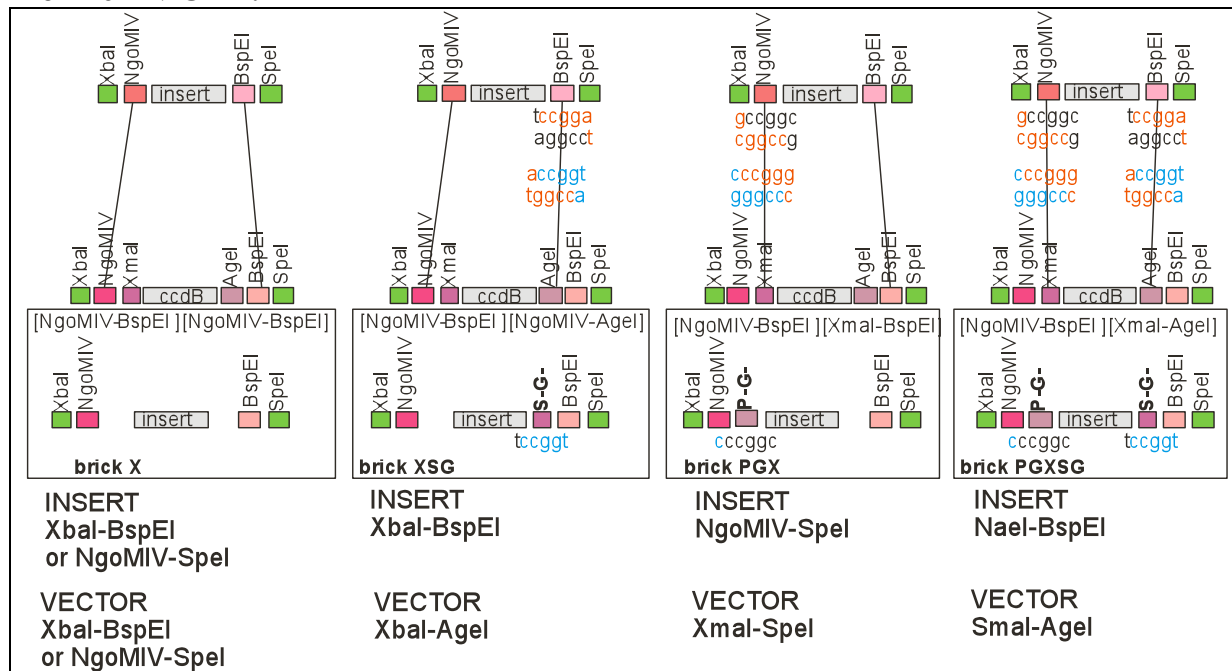 XbaI
NgoMIV
insert
BspEI
SpeI
XbaI
NgoMIV
XmaI
ccdB
AgeI
BspEI
SpeI
[NgoMIV-BspEI][NgoMIV-BspEI]
XbaI
NgoMIV
insert
BspEI
SpeI
brick X
INSERT
XbaI-BspEI
or NgoMIV-SpeI
VECTOR
XbaI-BspEI
or NgoMIV-SpeI
XbaI
NgoMIV
insert
BspEI
SpeI
tccgga
aggcct
accggt
tggcca
XbaI
NgoMIV
XmaI
ccdB
AgeI
BspEI
SpeI
[NgoMIV-BspEI][NgoMIV-AgeI]
XbaI
NgoMIV
insert
S-G-
BspEI
SpeI
tccggt
brick XSG
INSERT
XbaI-BspEI
VECTOR
XbaI-AgeI
XbaI
NgoMIV
insert
BspEI
SpeI
gccggc
cggccg
cccggg
gggccc
XbaI
NgoMIV
XmaI
ccdB
AgeI
BspEI
SpeI
[NgoMIV-BspEI][XmaI-BspEI]
XbaI
NgoMIV
P-G-
insert
BspEI
SpeI
cccggc
brick PGX
INSERT
NgoMIV-SpeI
VECTOR
XmaI-SpeI
XbaI
NgoMIV
insert
BspEI
SpeI
gccggc tccgga
cggccg aggcct
cccggg accggt
gggccc tggcca
XbaI
NgoMIV
XmaI
ccdB
AgeI
BspEI
SpeI
[NgoMIV-BspEI][XmaI-AgeI]
XbaI
NgoMIV
P-G-
insert
S-G-
BspEI
SpeI
cccggc tccggt
brick PGXSG
INSERT
NaeI-BspEI
VECTOR
SmaI-AgeI